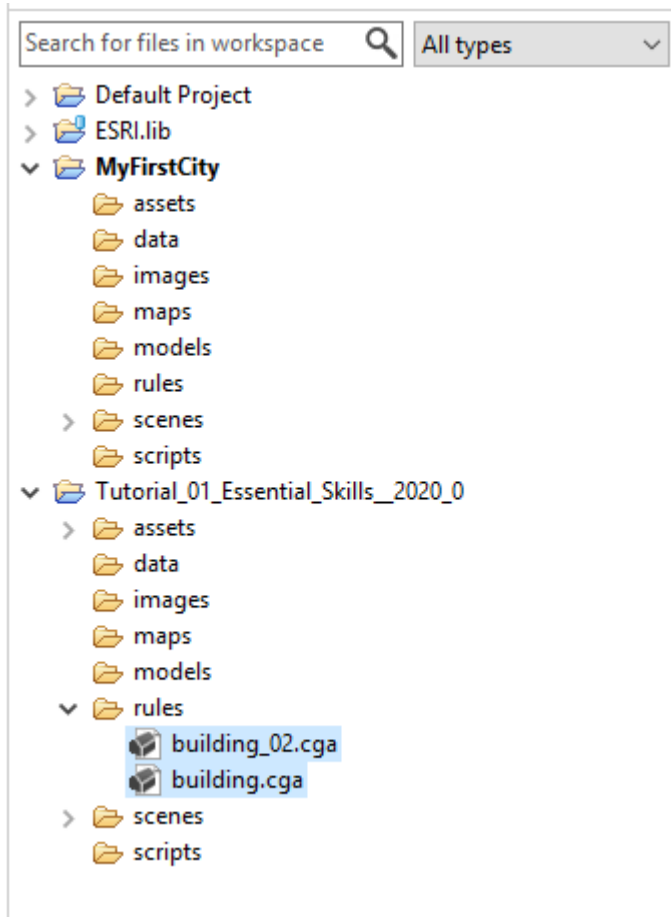 Search for files in workspace All types
Default Project
ESRI.lib
MyFirstCity
assets
data
images
maps
models
rules
scenes
scripts
Tutorial_01_Essential_Skills__2020_0
assets
data
images
maps
models
rules
building_02.cga
building.cga
scenes
scripts